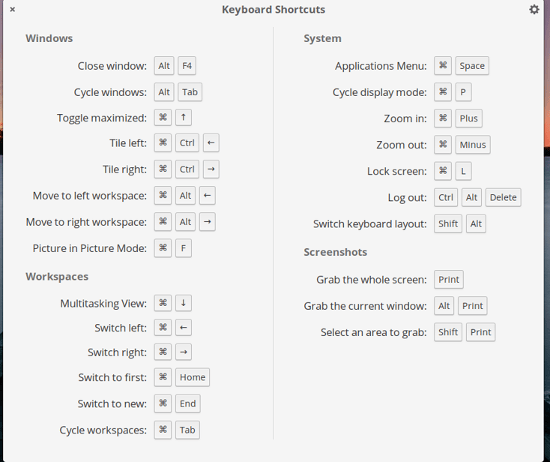 Keyboard Shortcuts
Windows
Close window: Alt F4
Cycle windows: Alt Tab
Toggle maximized: ⌘ ↑
Tile left: ⌘ Ctrl ←
Tile right: ⌘ Ctrl →
Move to left workspace: ⌘ Alt ←
Move to right workspace: ⌘ Alt →
Picture in Picture Mode: ⌘ F
Workspaces
Multitasking View: ⌘ ↓
Switch left: ⌘ ←
Switch right: ⌘ →
Switch to first: ⌘ Home
Switch to new: ⌘ End
Cycle workspaces: ⌘ Tab
System
Applications Menu: ⌘ Space
Cycle display mode: ⌘ P
Zoom in: ⌘ Plus
Zoom out: ⌘ Minus
Lock screen: ⌘ L
Log out: Ctrl Alt Delete
Switch keyboard layout: Shift Alt
Screenshots
Grab the whole screen: Print
Grab the current window: Alt Print
Select an area to grab: Shift Print